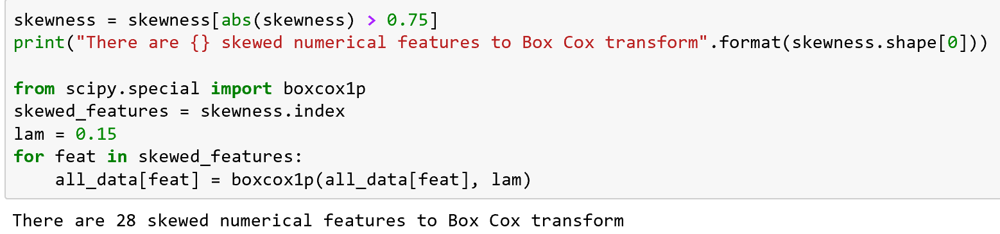 skewness = skewness[abs(skewness) > 0.75]
print("There are {} skewed numerical features to Box Cox transform".format(skewness.shape[0]))

from scipy.special import boxcox1p
skewed_features = skewness.index
lam = 0.15
for feat in skewed_features:
    all_data[feat] = boxcox1p(all_data[feat], lam)
There are 28 skewed numerical features to Box Cox transform